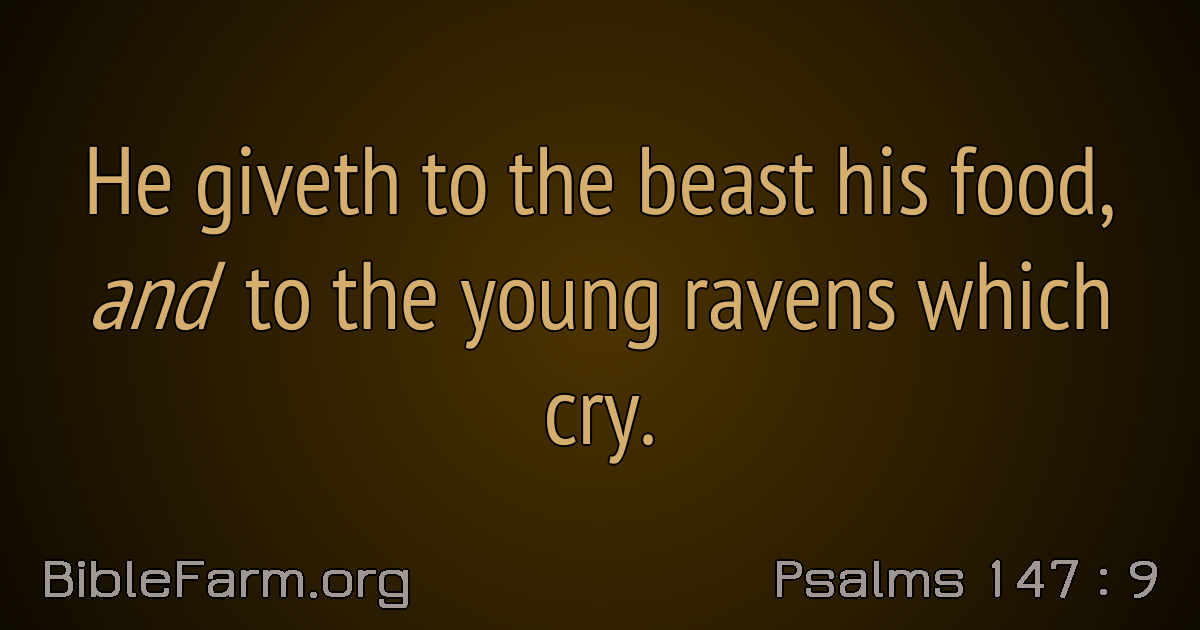 He giveth to the beast his food,
and to the young ravens which
cry.
BibleFarm.org
Psalms 147 : 9